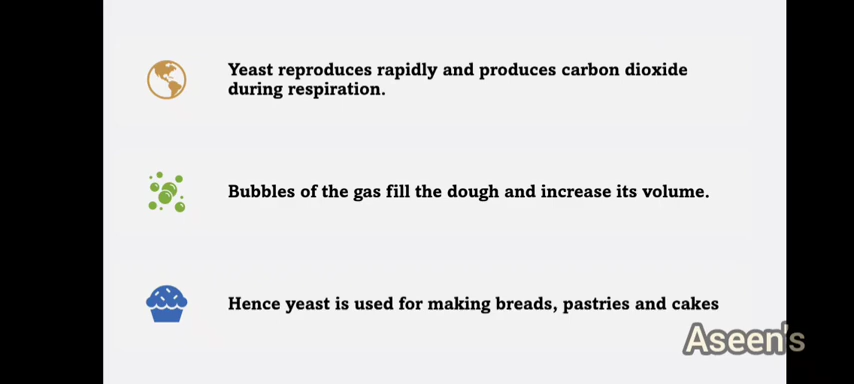 Yeast reproduces rapidly and produces carbon dioxide
during respiration.
Bubbles of the gas fill the dough and increase its volume.
Hence yeast is used for making breads, pastries and cakes
Aseen's